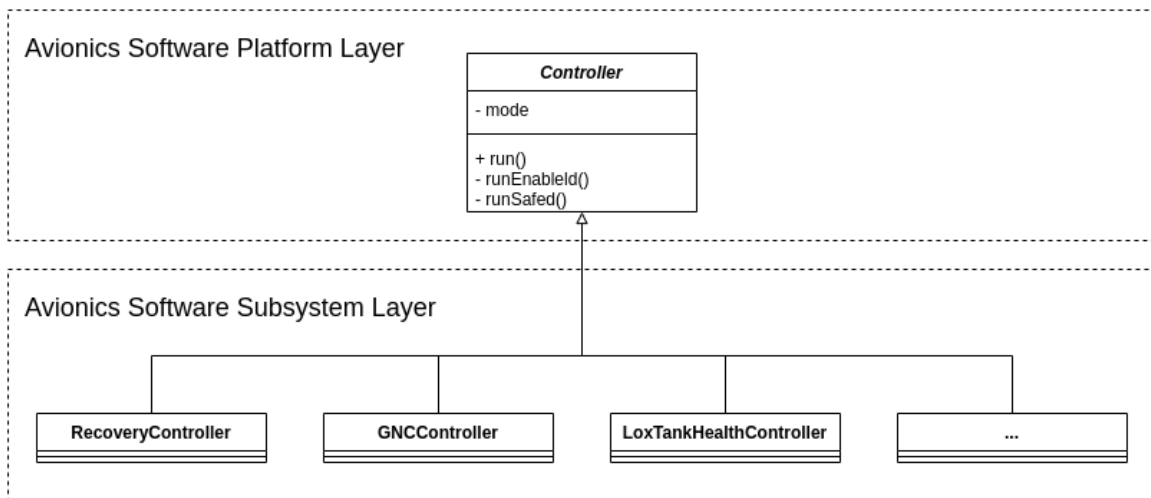 Avionics Software Platform Layer
Controller
- mode
+ run()
- runEnableld()
- runSafed()
Avionics Software Subsystem Layer
RecoveryController
GNCController
LoxTankHealthController
...